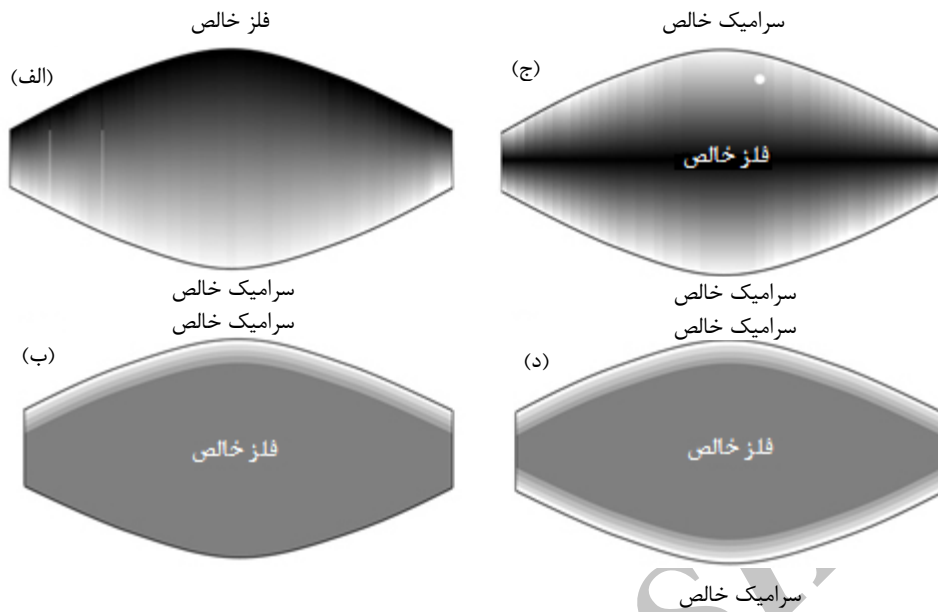 سرامیک خالص
(ج)
فلز خالص
سرامیک خالص
فلز خالص
(الف)
سرامیک خالص
سرامیک خالص
(د)
فلز خالص
سرامیک خالص
سرامیک خالص
(ب)
فلز خالص